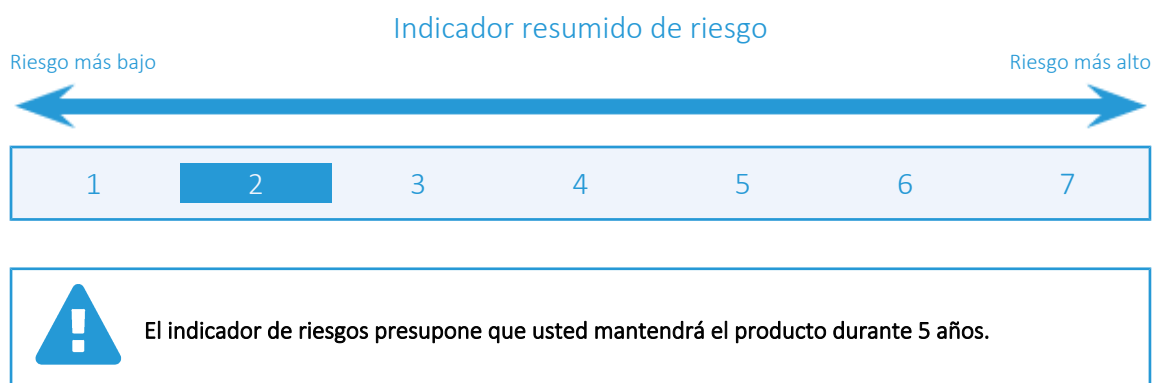 Indicador resumido de riesgo
Riesgo más bajo Riesgo más alto
1 2 3 4 5 6 7
El indicador de riesgos presupone que usted mantendrá el producto durante 5 años.